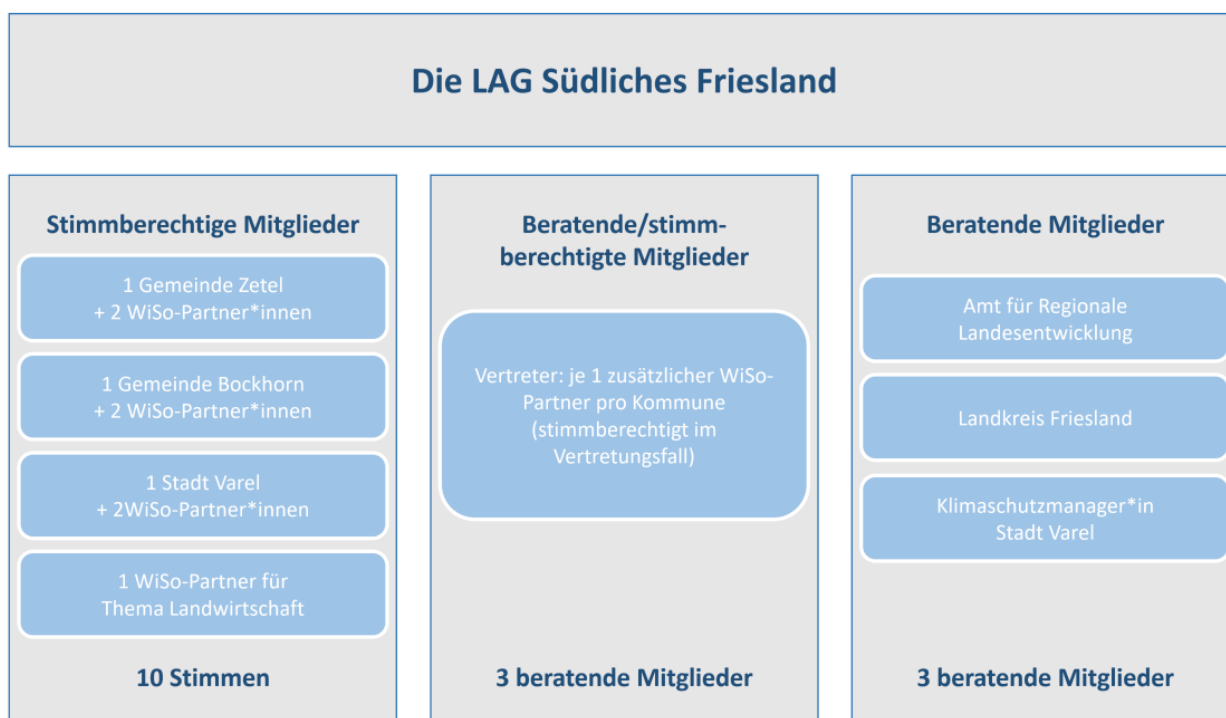 Die LAG Südliches Friesland
Stimmberechtige Mitglieder
1 Gemeinde Zetel
+ 2 WiSo-Partner*innen
1 Gemeinde Bockhorn
+ 2 WiSo-Partner*innen
1 Stadt Varel
+ 2WiSo-Partner*innen
1 WiSo-Partner für
Thema Landwirtschaft
10 Stimmen
Beratende/stimm-
berechtigte Mitglieder
Vertreter: je 1 zusätzlicher WiSo-
Partner pro Kommune
(stimmberechtigt im
Vertretungsfall)
3 beratende Mitglieder
Beratende Mitglieder
Amt für Regionale
Landesentwicklung
Landkreis Friesland
Klimaschutzmanager*in
Stadt Varel
3 beratende Mitglieder